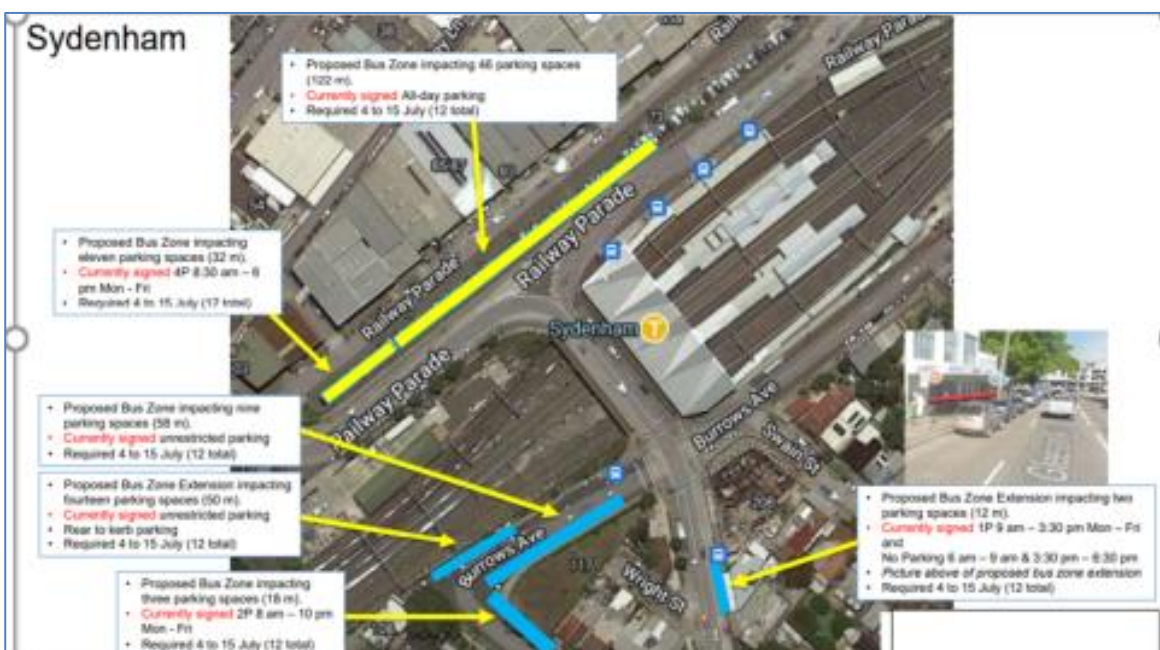 Sydenham
• Proposed Bus Zone impacting 46 parking spaces
(122 m).
• Currently signed All-day parking
• Required 4 to 15 July (12 total)
Railway Parade
• Proposed Bus Zone impacting
eleven parking spaces (32 m).
• Currently signed 4P 8:30 am – 6
pm Mon - Fri
• Required 4 to 15 July (12 total)
Railway Parade
Railway Parade
Sydenham
T
Railway Parade
Burrows Ave
Swain St
• Proposed Bus Zone impacting nine
parking spaces (58 m).
• Currently signed unrestricted parking
• Required 4 to 15 July (12 total)
• Proposed Bus Zone Extension impacting
fourteen parking spaces (50 m).
• Currently signed unrestricted parking
• Rear to kerb parking
• Required 4 to 15 July (12 total)
Burrows Ave
Wright St
• Proposed Bus Zone Extension impacting two
parking spaces (12 m).
• Currently signed 1P 9 am – 3:30 pm Mon – Fri
and
No Parking 6 am – 9 am & 3:30 pm – 6:30 pm
• Picture above of proposed bus zone extension
• Required 4 to 15 July (12 total)
• Proposed Bus Zone impacting
three parking spaces (18 m).
• Currently signed 2P 8 am – 10 pm
Mon - Fri
• Required 4 to 15 July (12 total)